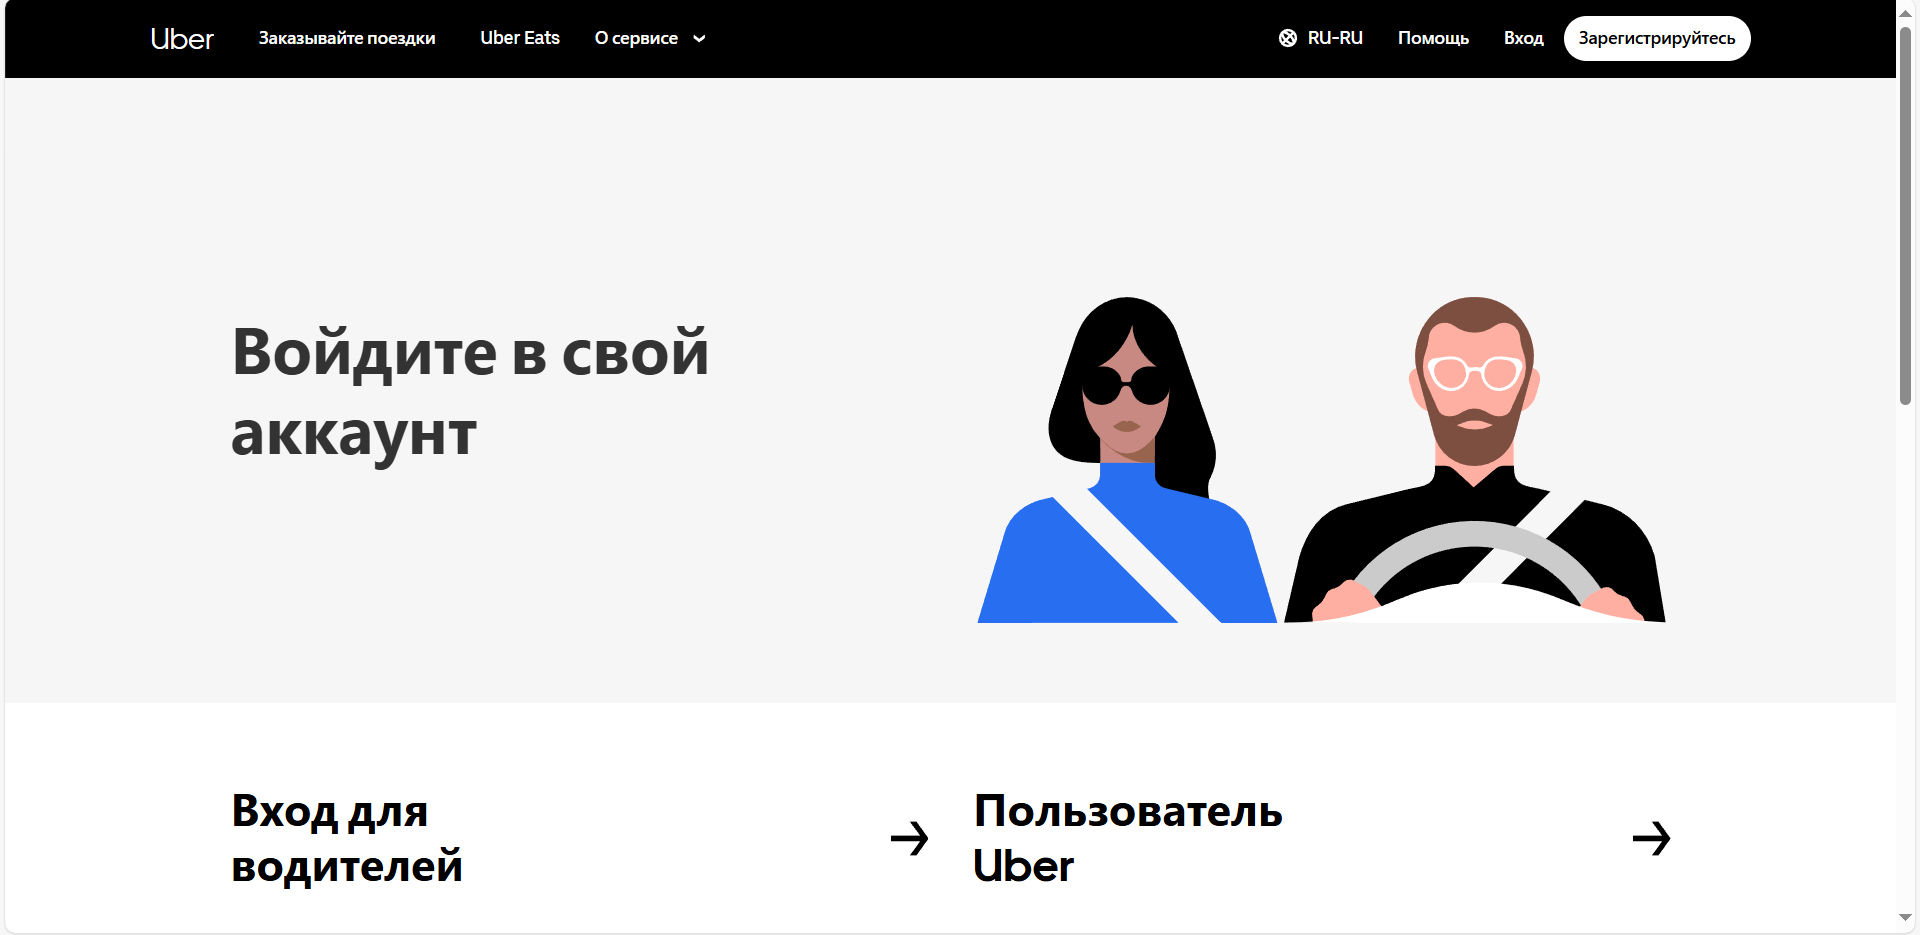 Uber Заказывайте поездки Uber Eats О сервисе RU-RU Помощь Вход Зарегистрируйтесь
Войдите в свой
аккаунт
Вход для
водителей
Пользователь
Uber